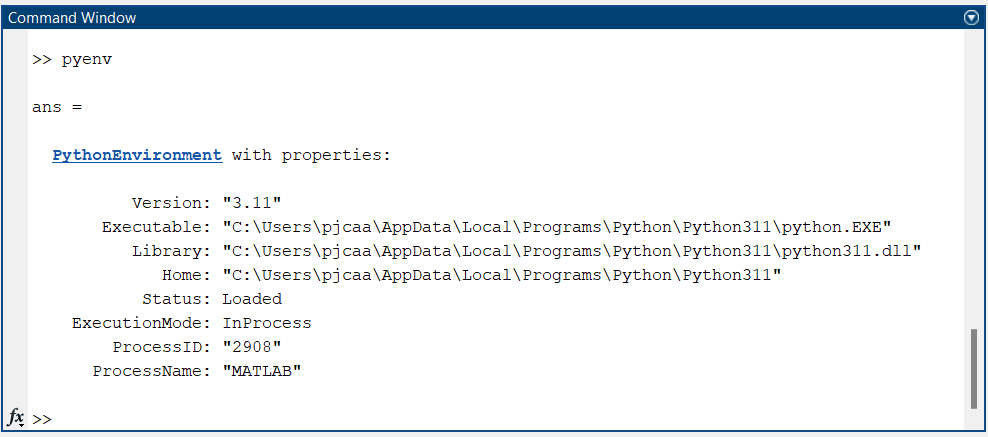 Command Window
>> pyenv
ans =
PythonEnvironment with properties:
Version: "3.11"
Executable: "C:\Users\pjcaa\AppData\Local\Programs\Python\Python311\python.EXE"
Library: "C:\Users\pjcaa\AppData\Local\Programs\Python\Python311\python311.dll"
Home: "C:\Users\pjcaa\AppData\Local\Programs\Python\Python311"
Status: Loaded
ExecutionMode: InProcess
ProcessID: "2908"
ProcessName: "MATLAB"
fx >>